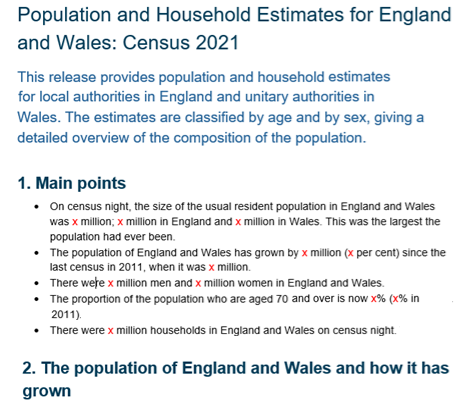 Population and Household Estimates for England
and Wales: Census 2021
This release provides population and household estimates
for local authorities in England and unitary authorities in
Wales. The estimates are classified by age and by sex, giving a
detailed overview of the composition of the population.
1. Main points
• On census night, the size of the usual resident population in England and Wales
was x million; x million in England and x million in Wales. This was the largest the
population had ever been.
• The population of England and Wales has grown by x million (x per cent) since the
last census in 2011, when it was x million.
• There were x million men and x million women in England and Wales.
• The proportion of the population who are aged 70 and over is now x% (x% in
2011).
• There were x million households in England and Wales on census night.
2. The population of England and Wales and how it has
grown